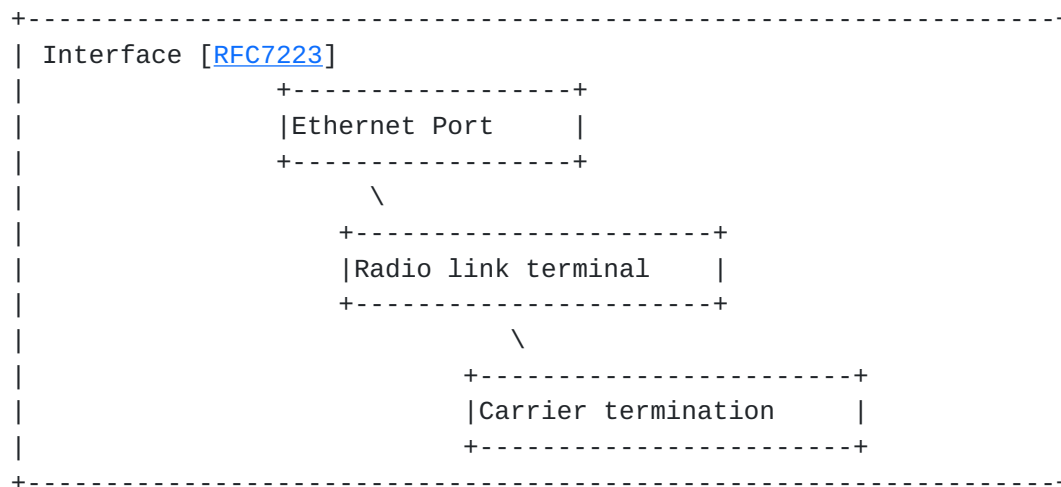 +-------------------------------------------------------------------
| Interface [RFC7223]
|                +------------------+
|                |Ethernet Port     |
|                +------------------+
|                      \
|                    +-----------------------+
|                    |Radio link terminal    |
|                    +-----------------------+
|                               \
|                            +------------------------+
|                            |Carrier termination     |
|                            +------------------------+
+-------------------------------------------------------------------